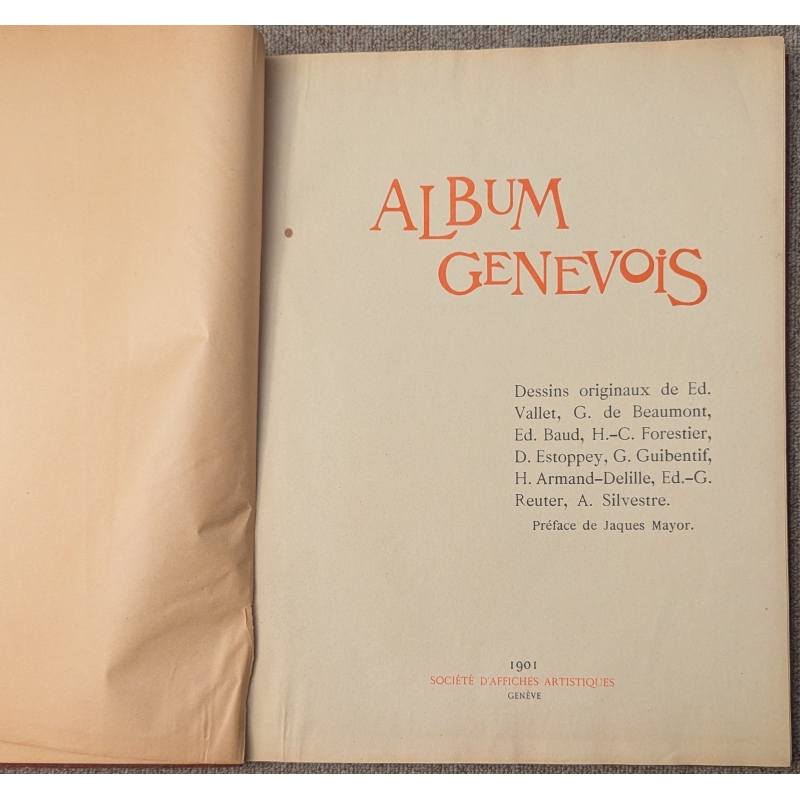 ALBUM
GENEVOIS
Dessins originaux de Ed.
Vallet, G. de Beaumont,
Ed. Baud, H.-C. Forestier,
D. Estoppey, G. Guibentif,
H. Armand-Delille, Ed.-G.
Reuter, A. Silvestre.
Préface de Jaques Mayor.
1901
SOCIÉTÉ D'AFFICHES ARTISTIQUES
GENÈVE